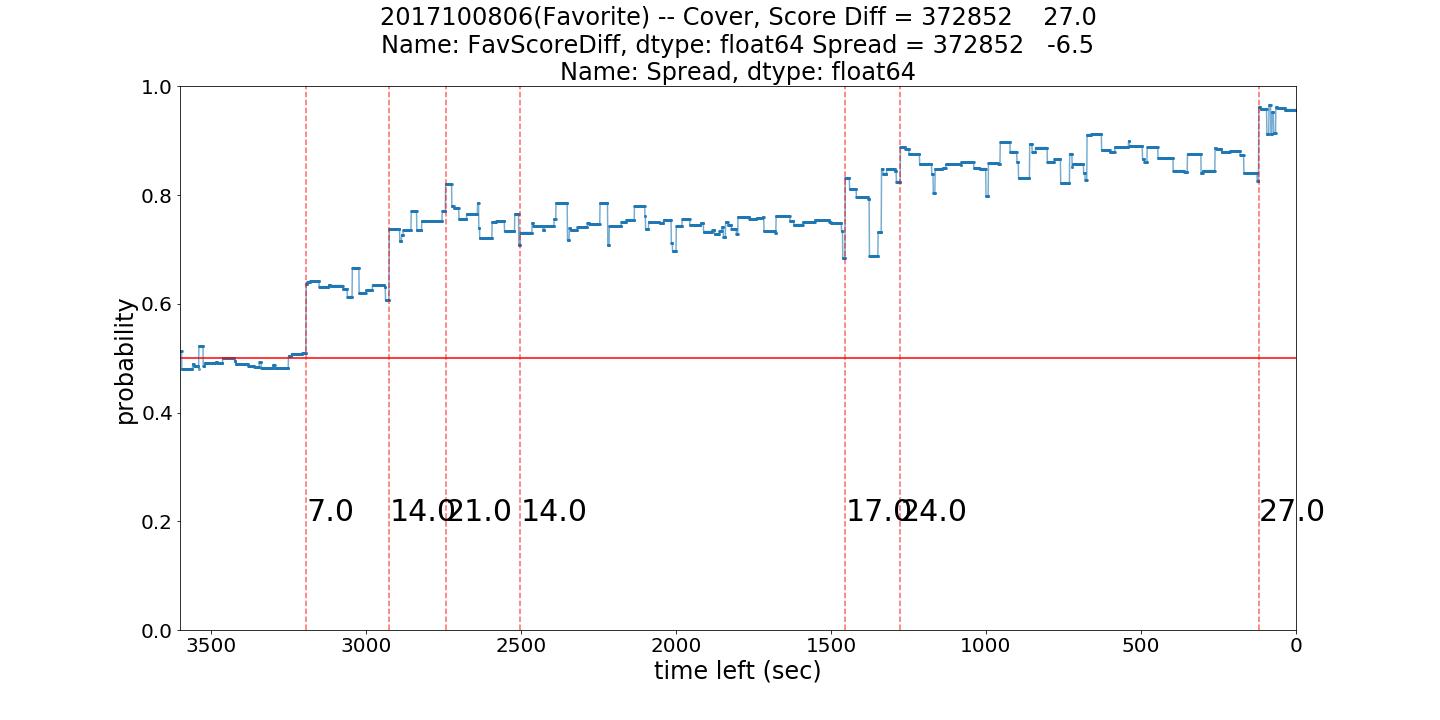 2017100806(Favorite) -- Cover, Score Diff = 372852    27.0
Name: FavScoreDiff, dtype: float64 Spread = 372852   -6.5
Name: Spread, dtype: float64
1.0
0.8
0.6
0.4
0.2
0.0
probability
7.0 14.0 21.0 14.0 17.0 24.0 27.0
3500 3000 2500 2000 1500 1000 500 0
time left (sec)